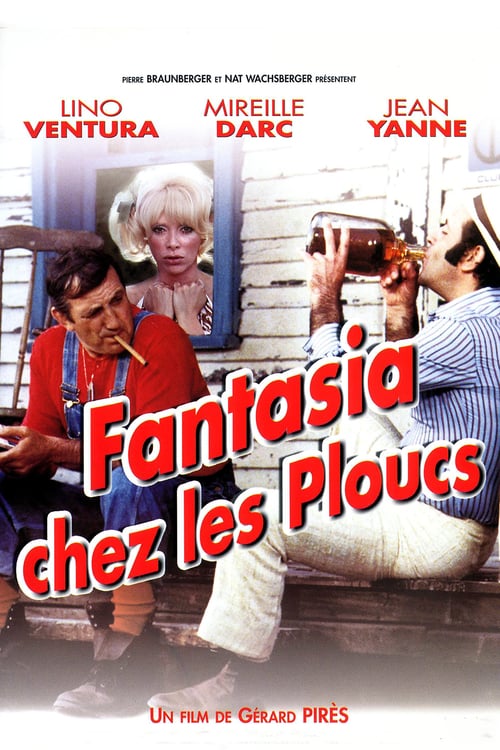 PIERRE BRAUNBERGER ET NAT WACHSBERGER PRÉSENTENT
LINO VENTURA
MIREILLE DARC
JEAN YANNE
Fantasia
chez les Ploucs
UN FILM DE GÉRARD PIRÈS